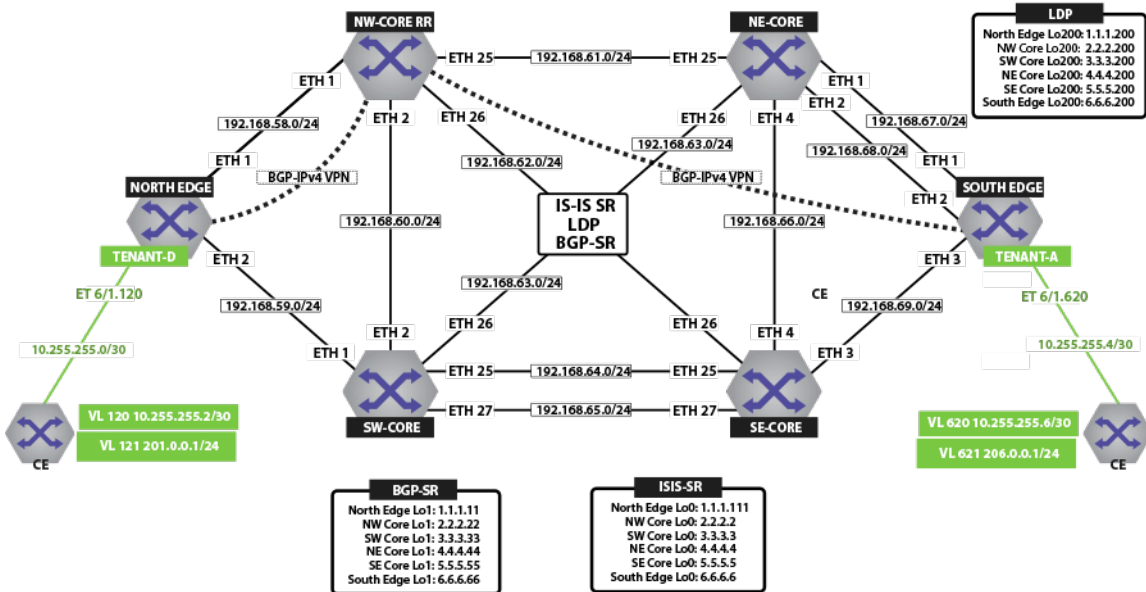 NW-CORE RR
NE-CORE
LDP
North Edge Lo200: 1.1.1.200
NW Core Lo200: 2.2.2.200
SW Core Lo200: 3.3.3.200
NE Core Lo200: 4.4.4.200
SE Core Lo200: 5.5.5.200
South Edge Lo200: 6.6.6.200
ETH 25
192.168.61.0/24
ETH 25
ETH 1
ETH 1
ETH 2
ETH 2
ETH 26
ETH 26
ETH 4
192.168.58.0/24
192.168.67.0/24
192.168.62.0/24
192.168.63.0/24
192.168.68.0/24
ETH 1
ETH 1
BGP-IPv4 VPN
BGP-IPv4 VPN
ETH 2
NORTH EDGE
SOUTH EDGE
192.168.60.0/24
IS-IS SR
LDP
BGP-SR
192.168.66.0/24
TENANT-D
ETH 2
ETH 3
TENANT-A
ET 6/1.120
192.168.63.0/24
CE
ET 6/1.620
192.168.59.0/24
192.168.69.0/24
ETH 2
ETH 26
ETH 26
ETH 4
10.255.255.0/30
10.255.255.4/30
ETH 1
ETH 3
ETH 25
192.168.64.0/24
ETH 25
ETH 27
192.168.65.0/24
ETH 27
VL 120 10.255.255.2/30
VL 620 10.255.255.6/30
SW-CORE
SE-CORE
VL 121 201.0.0.1/24
VL 621 206.0.0.1/24
CE
CE
BGP-SR
North Edge Lo1: 1.1.1.11
NW Core Lo1: 2.2.2.22
SW Core Lo1: 3.3.3.33
NE Core Lo1: 4.4.4.44
SE Core Lo1: 5.5.5.55
South Edge Lo1: 6.6.6.66
ISIS-SR
North Edge Lo0: 1.1.1.111
NW Core Lo0: 2.2.2.2
SW Core Lo0: 3.3.3.3
NE Core Lo0: 4.4.4.4
SE Core Lo0: 5.5.5.5
South Edge Lo0: 6.6.6.6